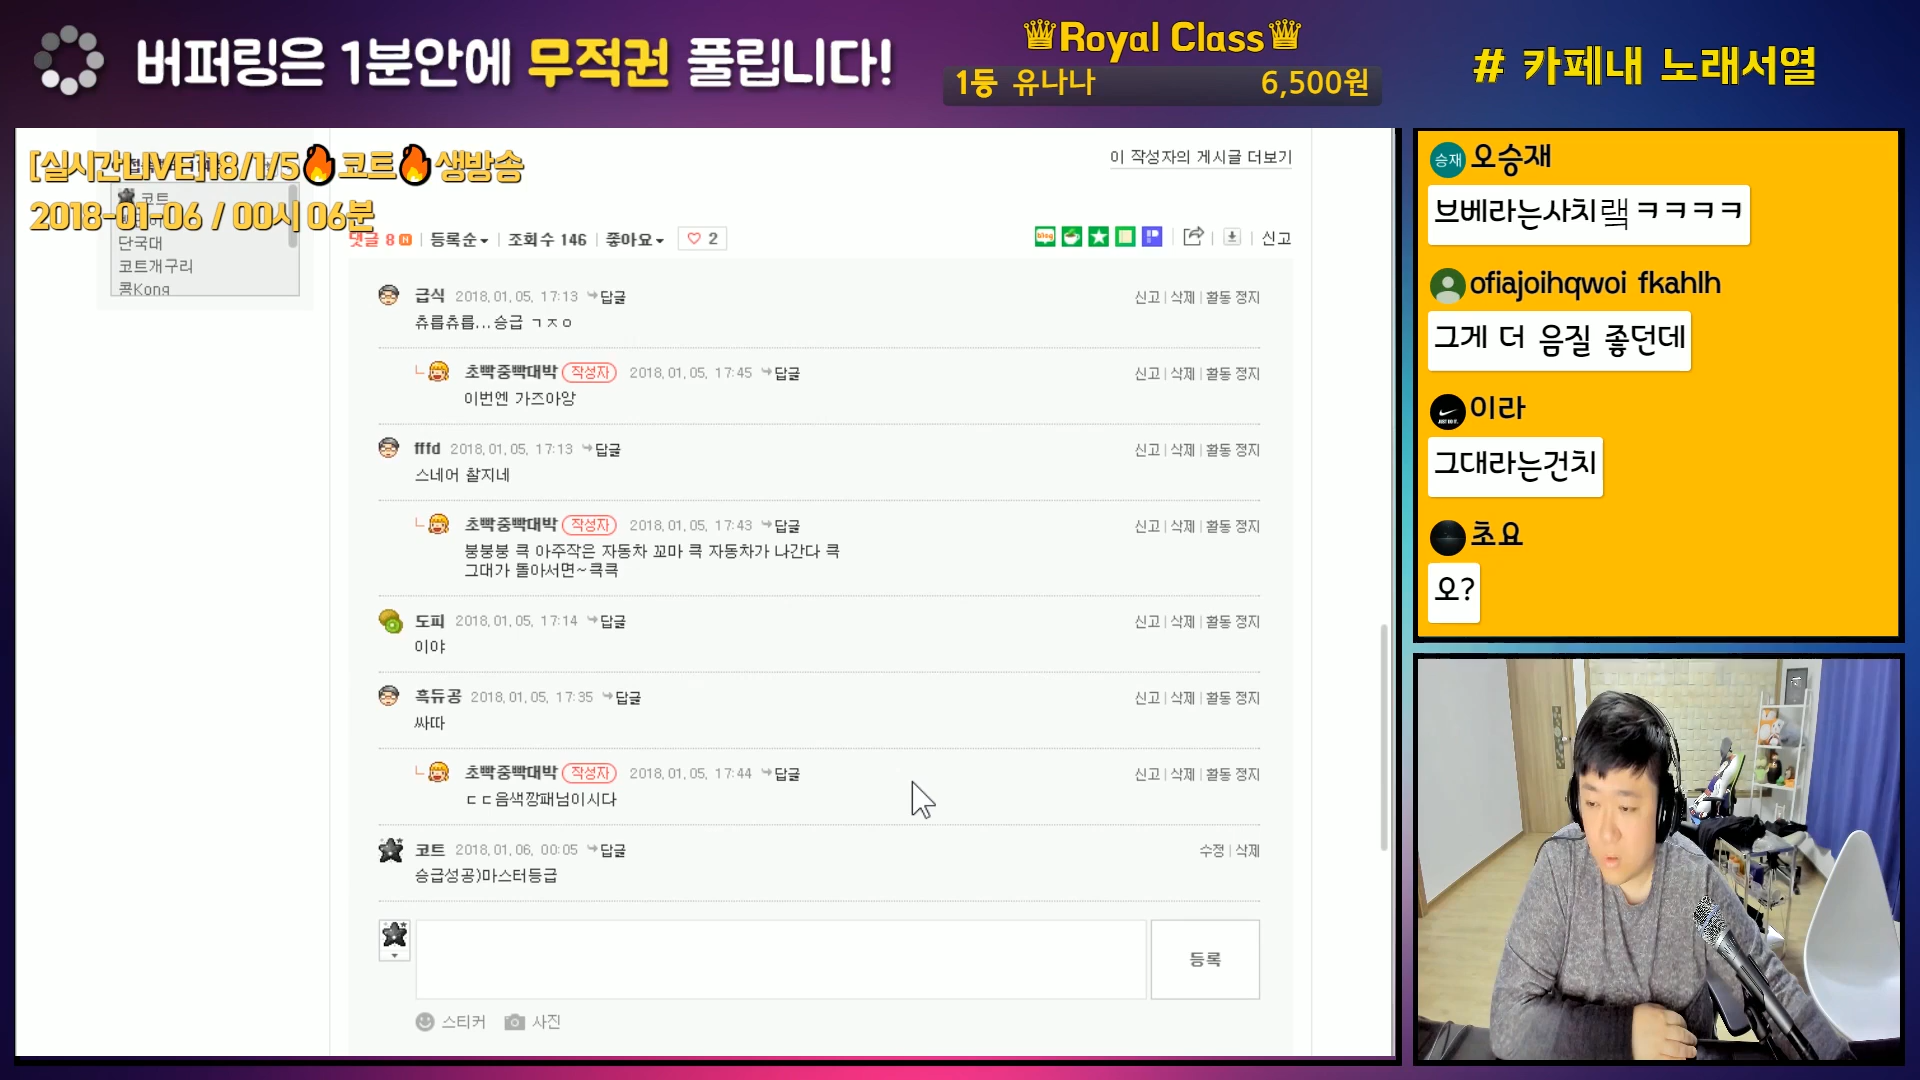 버퍼링은 1분안에 무적권 풀립니다!
♛Royal Class♛
1등 유나나 6,500원
# 카페내 노래서열
[실시간LIVE]18/1/5🔥코트🔥생방송
2018-01-06 / 00시 06분
코트
단국대
코트개구리
콩Kong
이 작성자의 게시글 더보기
댓글 8 N 등록순 조회수 146 좋아요 ♡ 2
blog
신고
급식 2018.01.05. 17:13 답글
신고 | 삭제 | 활동 정지
츄릅츄릅...승급 ㄱㅈㅇ
초빡중빡대박 작성자 2018.01.05. 17:45 답글
신고 | 삭제 | 활동 정지
이번엔 가즈아앙
fffd 2018.01.05. 17:13 답글
신고 | 삭제 | 활동 정지
스네어 찰지네
초빡중빡대박 작성자 2018.01.05. 17:43 답글
신고 | 삭제 | 활동 정지
붕붕붕 큭 아주작은 자동차 꼬마 큭 자동차가 나간다 큭
그대가 돌아서면~큭큭
도피 2018.01.05. 17:14 답글
신고 | 삭제 | 활동 정지
이야
흑듀공 2018.01.05. 17:35 답글
신고 | 삭제 | 활동 정지
싸따
초빡중빡대박 작성자 2018.01.05. 17:44 답글
신고 | 삭제 | 활동 정지
ㄷㄷ음색깡패넘이시다
코트 2018.01.06. 00:05 답글
수정 | 삭제
승급성공)마스터등급
등록
스티커 사진
승재 오승재
브베라는사치럨ㅋㅋㅋㅋ
ofiajoihqwoi fkahlh
그게 더 음질 좋던데
이라
그대라는건치
초요
오?